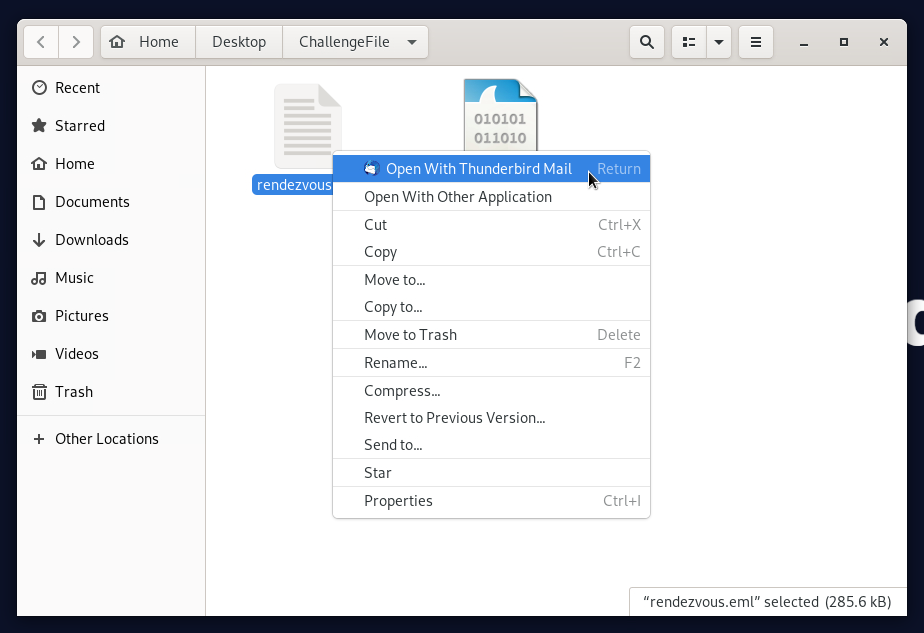 Home
Desktop
ChallengeFile
Recent
Starred
Home
Documents
Downloads
Music
Pictures
Videos
Trash
Other Locations
010101
011010
rendezvous
Open With Thunderbird Mail Return
Open With Other Application
Cut Ctrl+X
Copy Ctrl+C
Move to...
Copy to...
Move to Trash Delete
Rename... F2
Compress...
Revert to Previous Version...
Send to...
Star
Properties Ctrl+I
“rendezvous.eml” selected (285.6 kB)